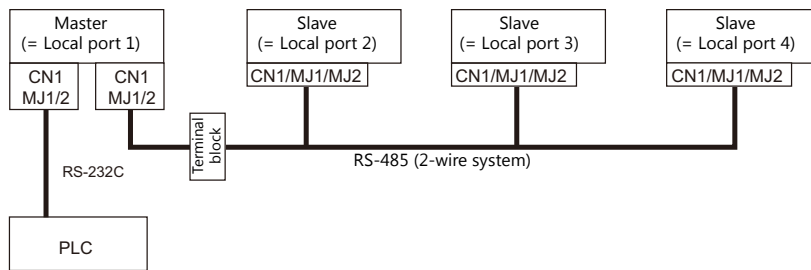 Master
(= Local port 1)
Slave
(= Local port 2)
Slave
(= Local port 3)
Slave
(= Local port 4)
CN1
MJ1/2
CN1
MJ1/2
CN1/MJ1/MJ2
CN1/MJ1/MJ2
CN1/MJ1/MJ2
Terminal
block
RS-485 (2-wire system)
RS-232C
PLC